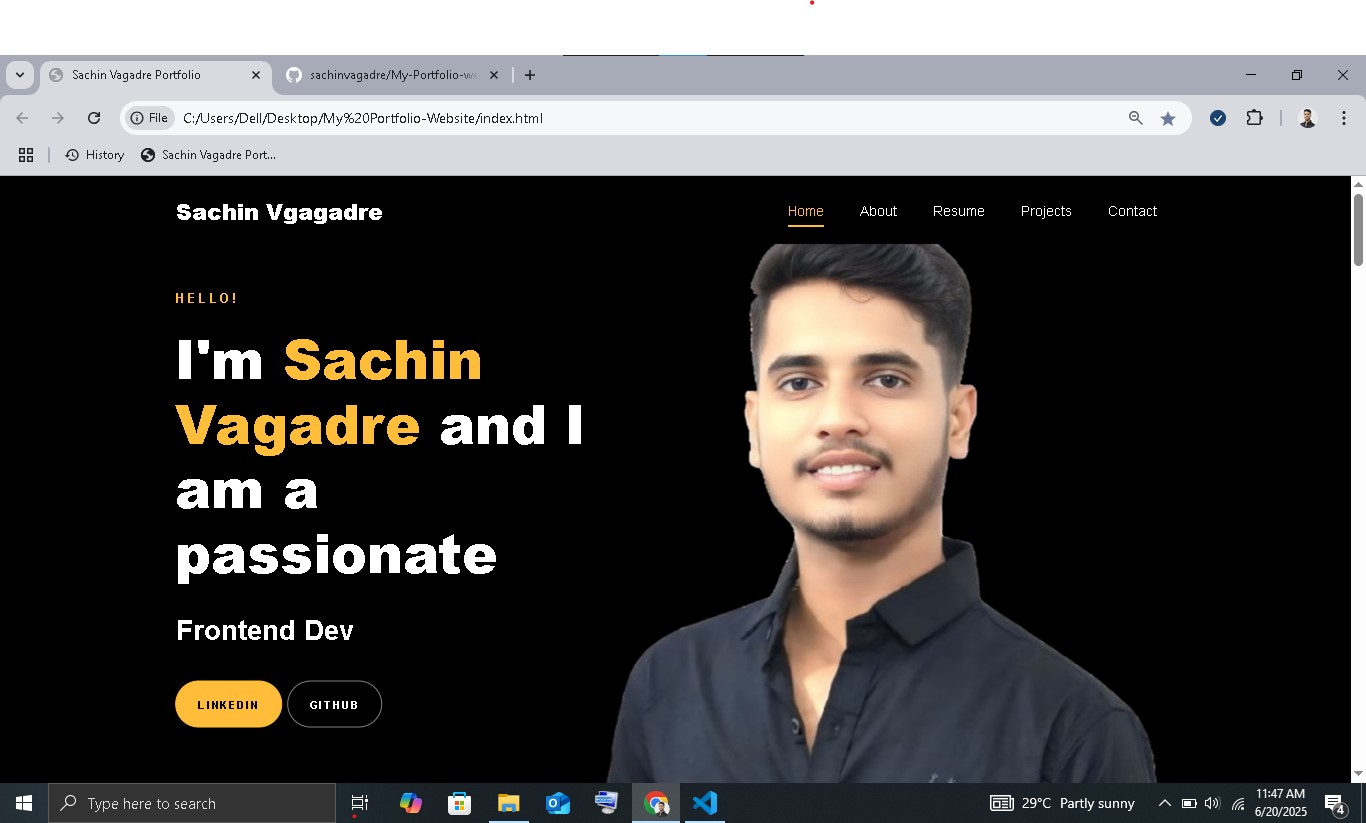 Sachin Vagadre Portfolio
sachinvagadre/My-Portfolio-we
File
C:/Users/Dell/Desktop/My%20Portfolio-Website/index.html
History
Sachin Vagadre Port...
Sachin Vgagadre
Home
About
Resume
Projects
Contact
HELLO!
I'm Sachin
Vagadre and I
am a
passionate
Frontend Dev
LINKEDIN
GITHUB
Type here to search
29°C Partly sunny
11:47 AM
6/20/2025
4